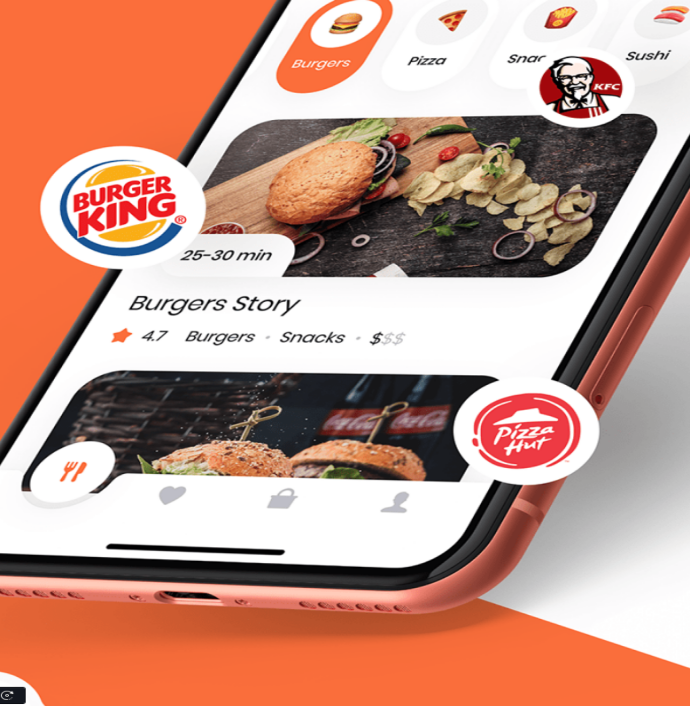 Burgers
Pizza
Snac
Sushi
KFC
BURGER
KING®
25-30 min
Burgers Story
4.7 Burgers • Snacks • $$$
Coca-Cola
Pizza
Hut